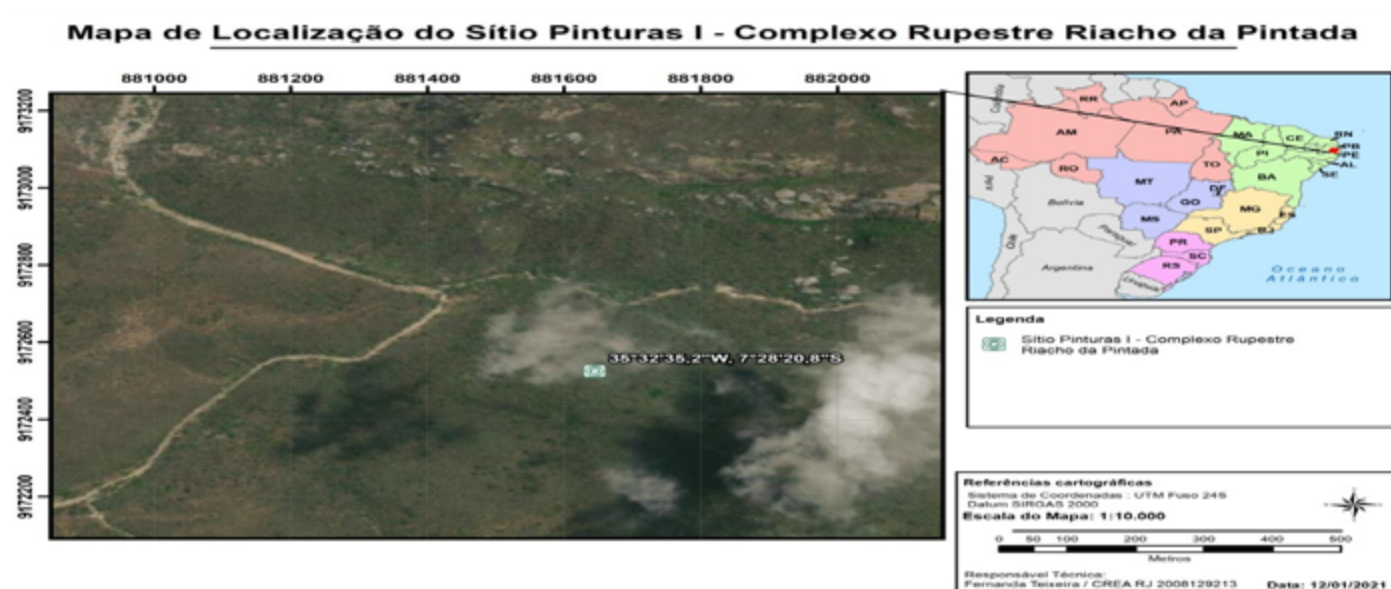 Mapa de Localização do Sítio Pinturas I - Complexo Rupestre Riacho da Pintada
881000 881200 881400 881600 881800 882000
9173200
9173000
9172800
9172600
9172400
9172200
35°32'35,2"W, 7°28'20,8"S
Colombia
RR
AP
AM
PA
MA
CE
RN
PB
PE
AL
SE
PI
AC
RO
TO
BA
MT
DF
GO
MG
ES
MS
SP
RJ
PR
SC
RS
Peru
Bolivia
Paraguai
Chile
Argentina
Uruguai
Oceano
Atlântico
Legenda
Sítio Pinturas I - Complexo Rupestre
Riacho da Pintada
Referências cartográficas
Sistema de Coordenadas : UTM Fuso 24S
Datum SIRGAS 2000
Escala do Mapa: 1:10.000
0 50 100 200 300 400 500
Metros
Responsável Técnica:
Fernanda Teixeira / CREA RJ 2008129213 Data: 12/01/2021